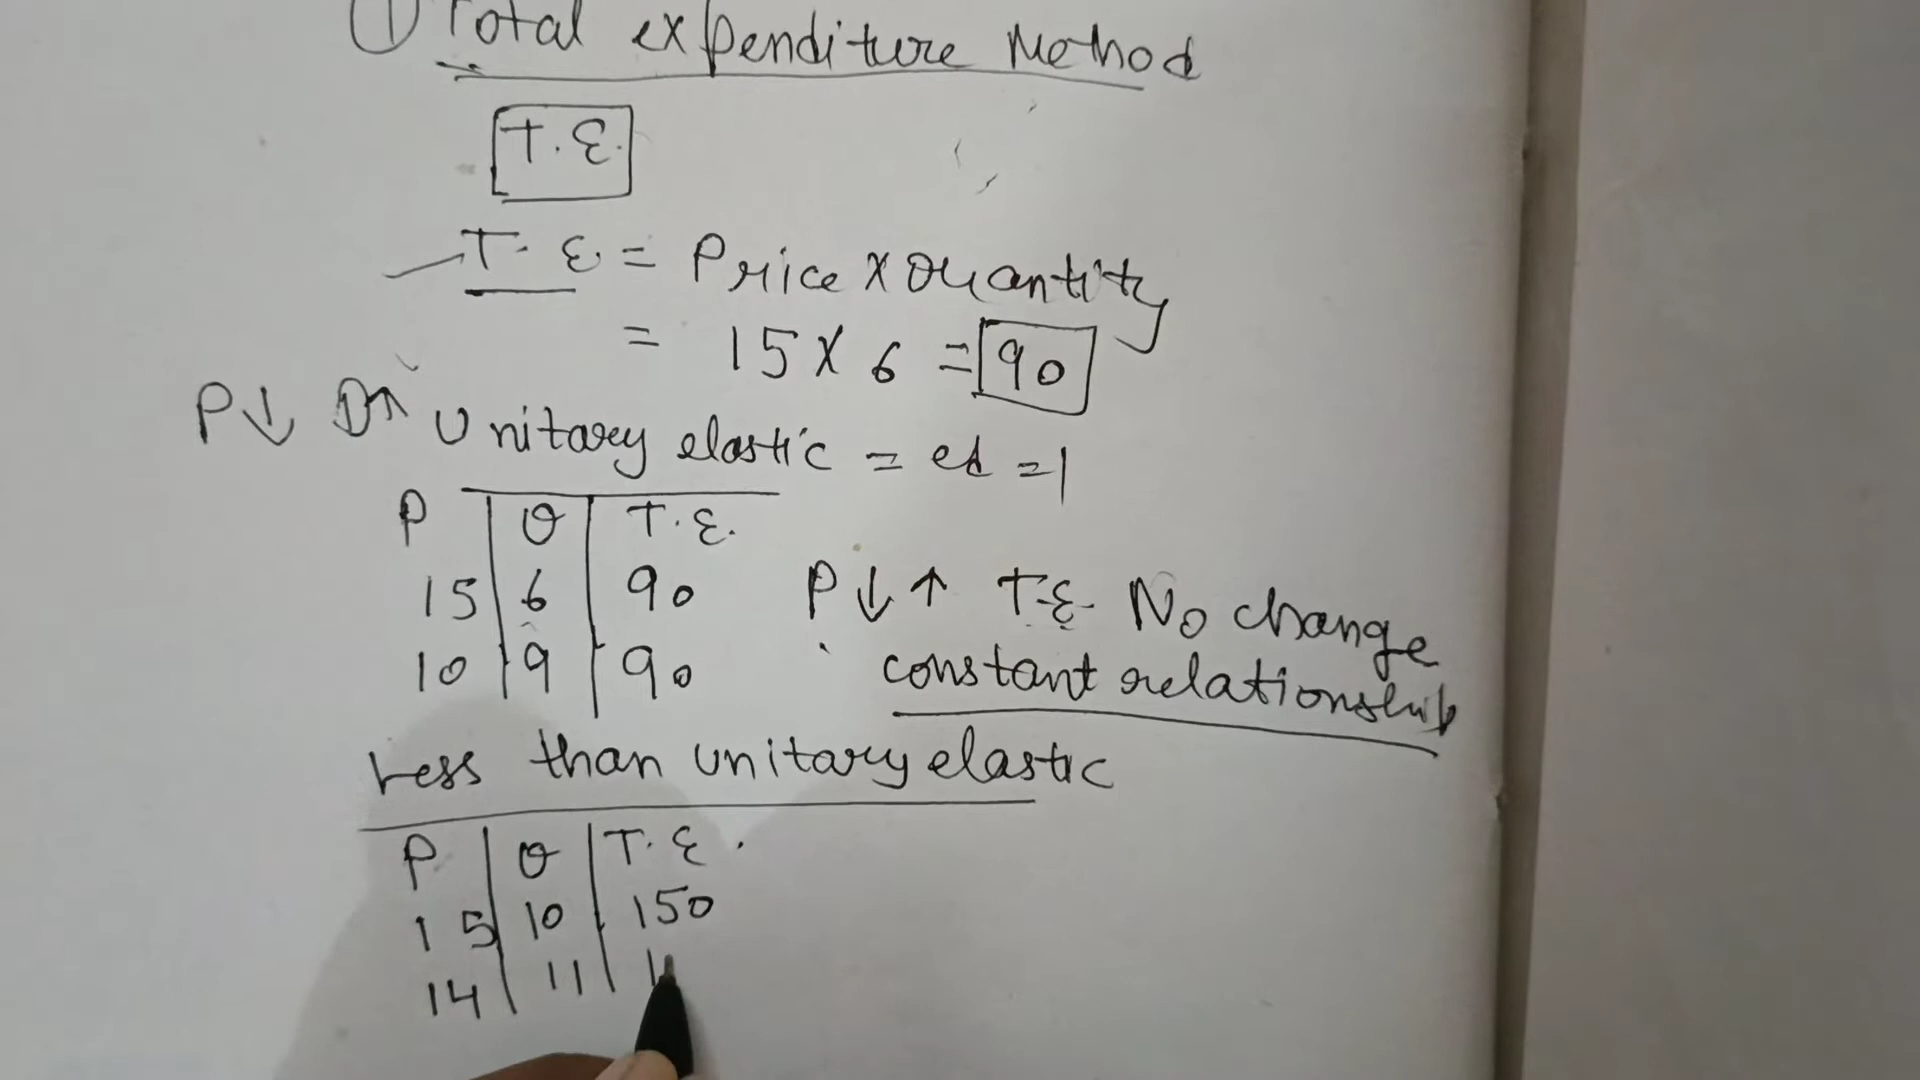 ① Total expenditure Method
T.E.
T.E. = Price X Quantity
= 15 X 6 = 90
P↓ D↑ Unitary elastic = ed = 1
P Q T.E.
15 6 90 P↓↑ T.E. No change
10 9 90 constant relationship
Less than unitary elastic
P Q T.E.
15 10 150
14 11 1